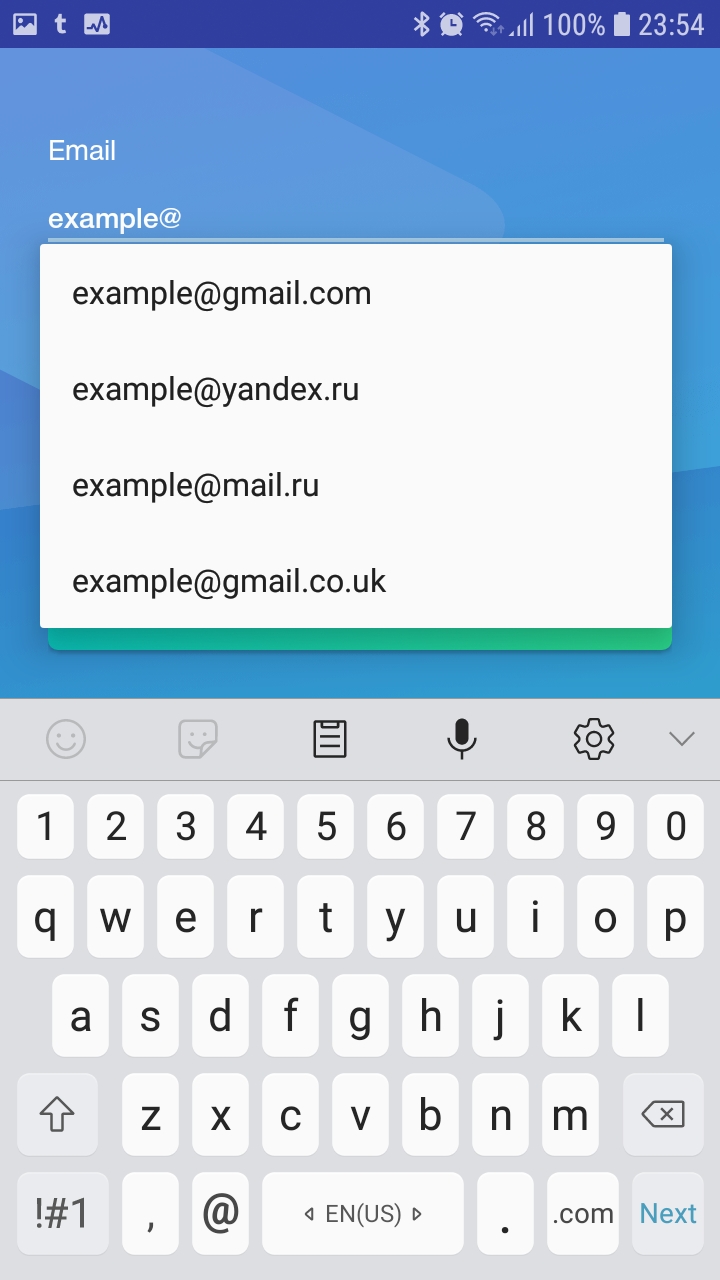 t 100% 23:54
Email
example@
example@gmail.com
example@yandex.ru
example@mail.ru
example@gmail.co.uk
1 2 3 4 5 6 7 8 9 0
q w e r t y u i o p
a s d f g h j k l
z x c v b n m
!#1 , @ EN(US) . .com Next